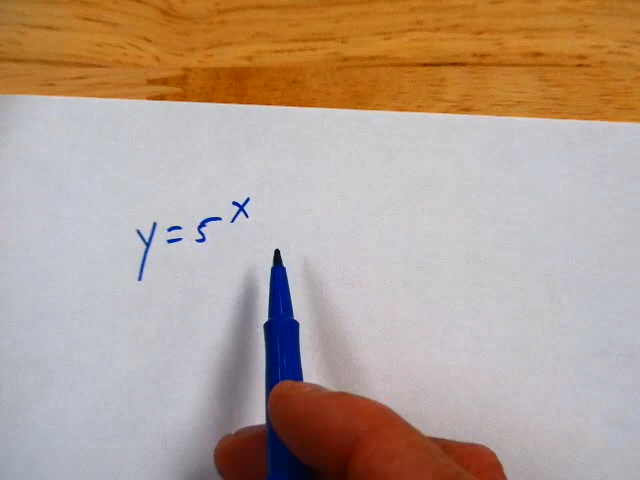 y = 5^x